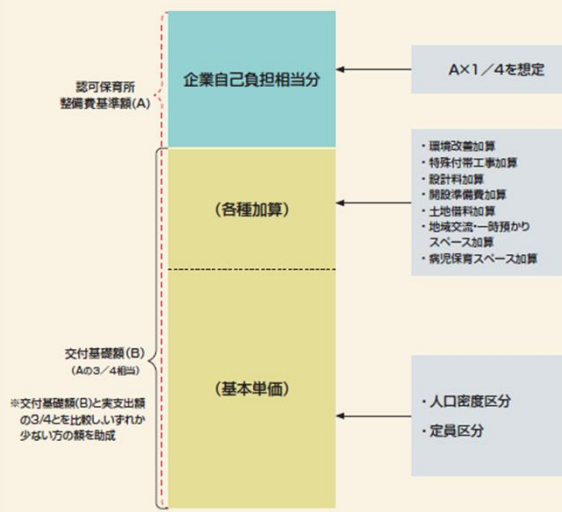 認可保育所
整備費基準額(A)
企業自己負担相当分
A×1/4を想定
(各種加算)
・環境改善加算
・特殊付帯工事加算
・設計料加算
・開設準備費加算
・土地借料加算
・地域交流・一時預かり
スペース加算
・病児保育スペース加算
交付基礎額(B)
(Aの3/4相当)
※交付基礎額(B)と実支出額
の3/4とを比較し、いずれか
少ない方の額を助成
(基本単価)
・人口密度区分
・定員区分